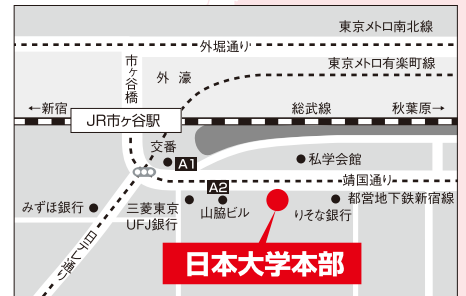 東京メトロ南北線
外堀通り
東京メトロ有楽町線
市ヶ谷橋
外濠
←新宿
総武線
秋葉原→
JR市ヶ谷駅
交番
A1
私学会館
靖国通り
A2
みずほ銀行
三菱東京
UFJ銀行
山脇ビル
りそな銀行
都営地下鉄新宿線
日テレ通り
日本大学本部